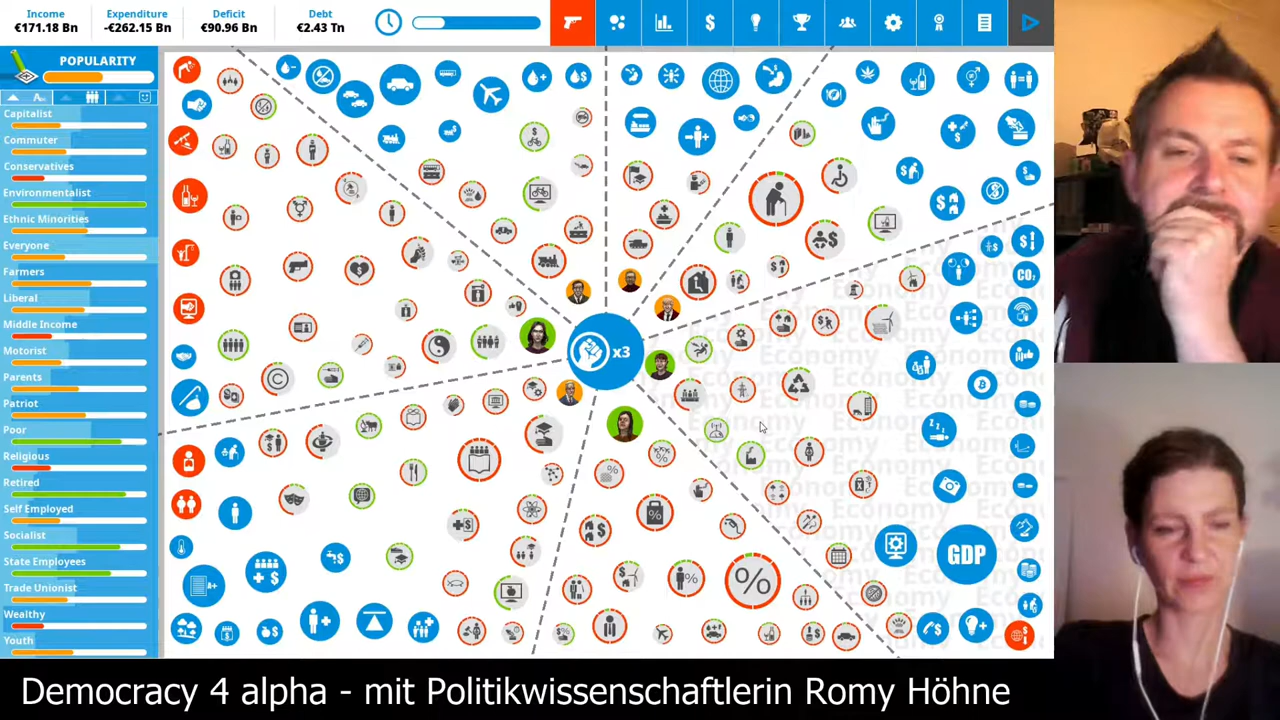 Income
Expenditure
Deficit
Debt
€171.18 Bn
-€262.15 Bn
€90.96 Bn
€2.43 Tn
POPULARITY
Capitalist
Commuter
Conservatives
Environmentalist
Ethnic Minorities
Everyone
Farmers
Liberal
Middle Income
Motorist
Parents
Patriot
Poor
Religious
Retired
Self Employed
Socialist
State Employees
Trade Unionist
Wealthy
Youth
x3
Economy
CO₂
GDP
Democracy 4 alpha - mit Politikwissenschaftlerin Romy Höhne